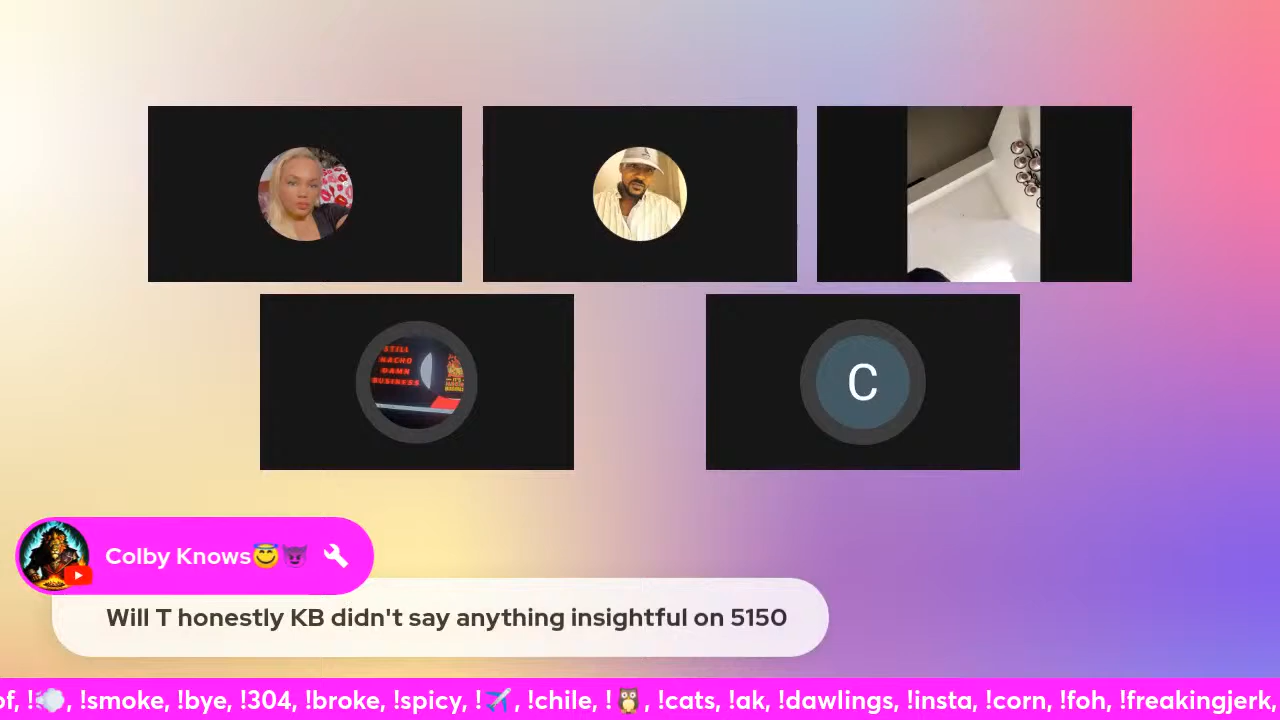 STILL
NACHO
DAMN
BUSINESS
C
Colby Knows😇😈
Will T honestly KB didn't say anything insightful on 5150
of, !💨, !smoke, !bye, !304, !broke, !spicy, !✈️, !chile, !🦉, !cats, !ak, !dawlings, !insta, !corn, !foh, !freakingjerk,